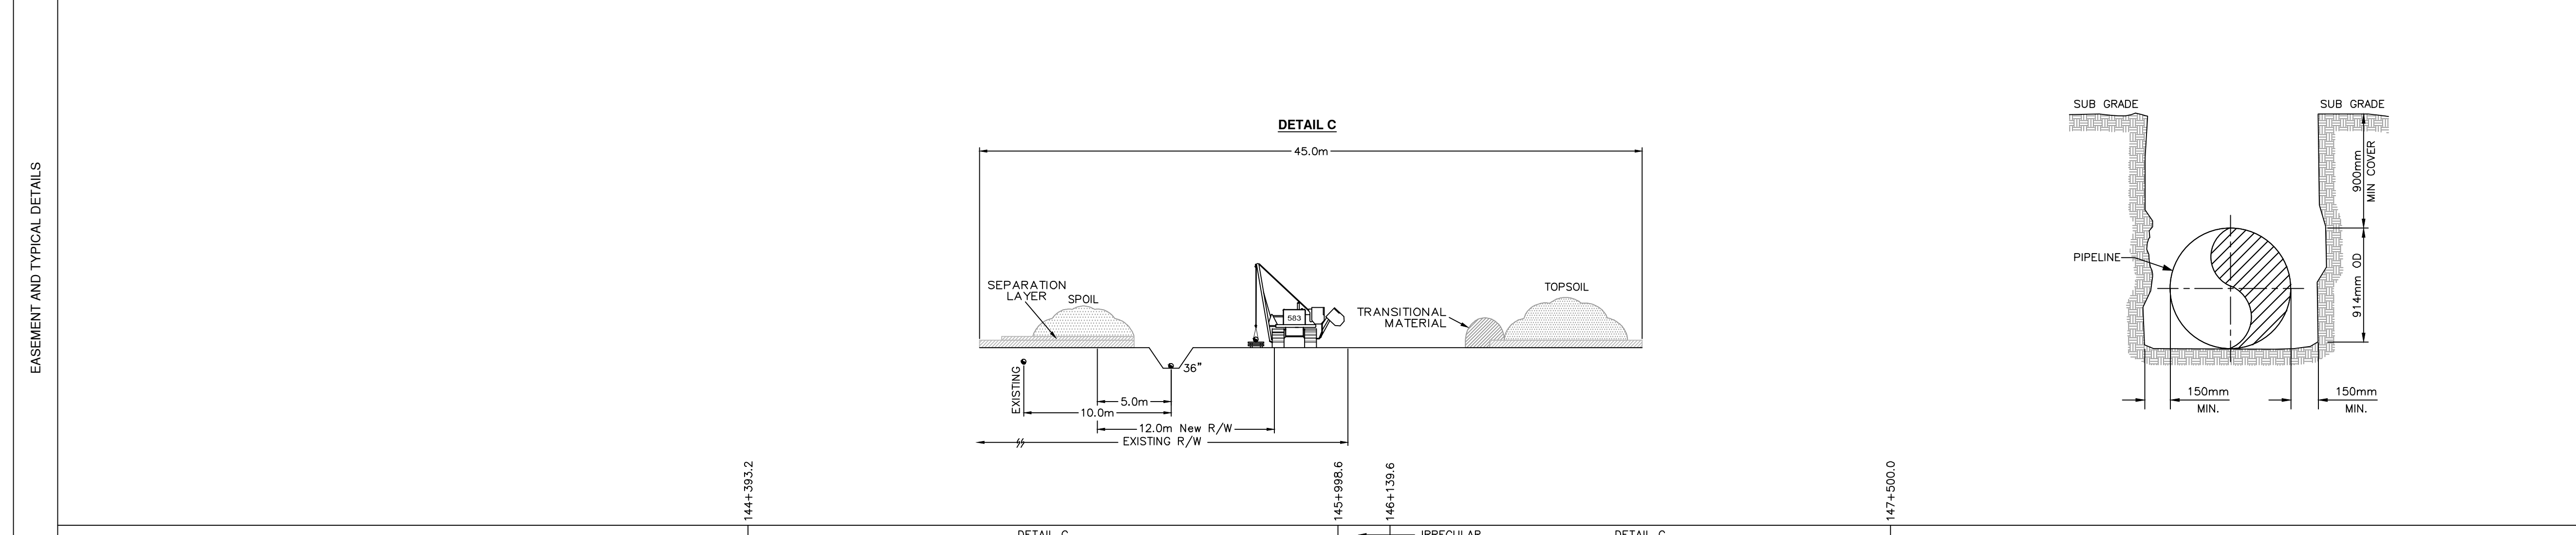 EASEMENT AND TYPICAL DETAILS
DETAIL C
45.0m
SEPARATION
LAYER
SPOIL
583
TRANSITIONAL
MATERIAL
TOPSOIL
EXISTING
36"
5.0m
10.0m
12.0m New R/W
EXISTING R/W
SUB GRADE
SUB GRADE
900mm
MIN COVER
PIPELINE
914mm OD
150mm
MIN.
150mm
MIN.
144+393.2
145+998.6
146+139.6
147+500.0
DETAIL C
IRREGULAR
DETAIL C